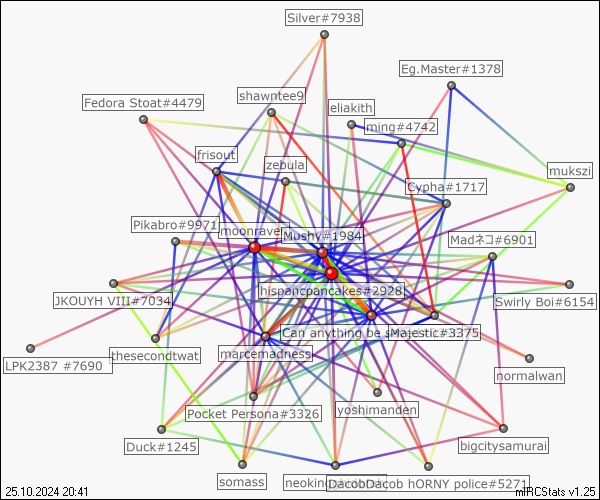 Silver#7938
Eg.Master#1378
shawntee9
Fedora Stoat#4479
eliakith
ming#4742
frisout
zebula
mukszi
Cypha#1717
Pikabro#9971
moonrave
Mushy#1984
Madネコ#6901
hispancpancakes#2928
JKOUYH VIII#7034
Swirly Boi#6154
Can anything be
Majestic#3375
thesecondtwat
marcemadness
LPK2387 #7690
normalwan
Pocket Persona#3326
yoshimanden
Duck#1245
bigcitysamurai
somass
DacobDacob hORNY police#5271
25.10.2024 20:41
mIRCStats v1.25